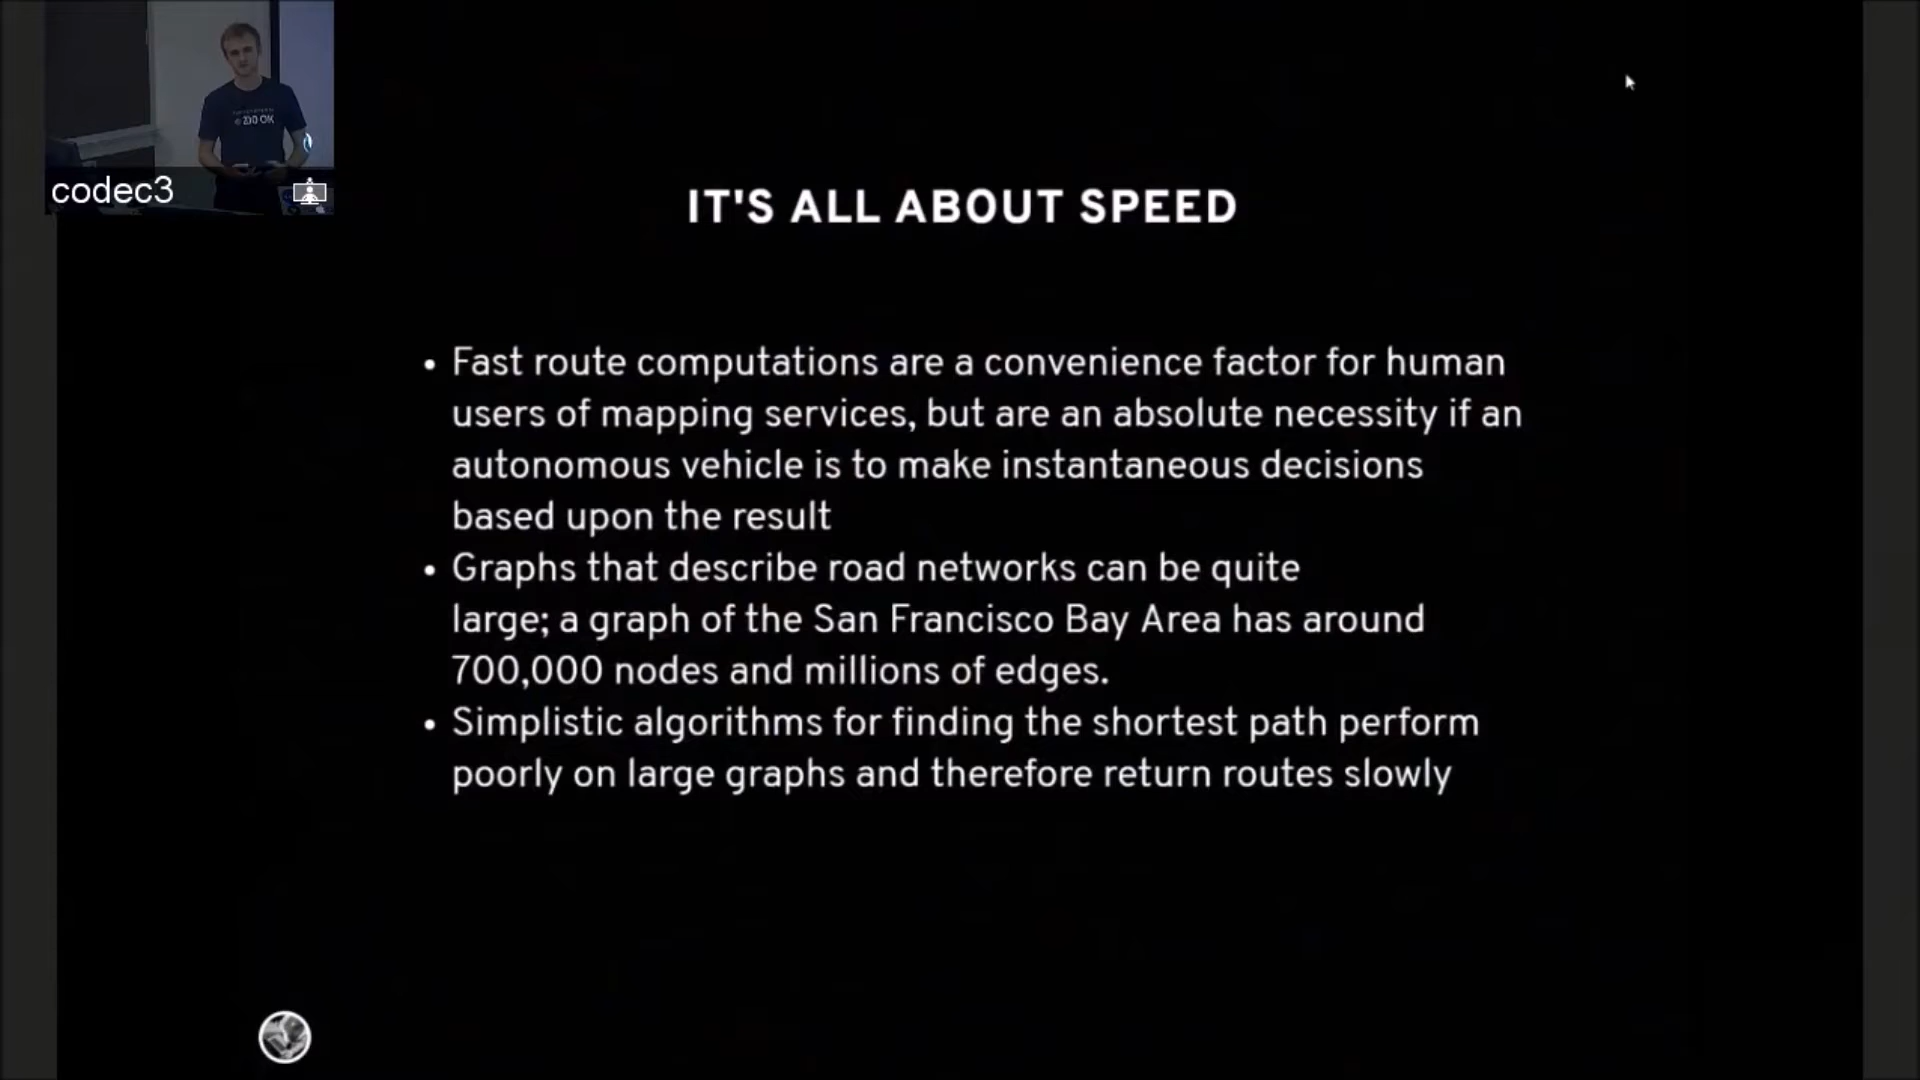 © 200 OK
codec3
IT'S ALL ABOUT SPEED
• Fast route computations are a convenience factor for human
users of mapping services, but are an absolute necessity if an
autonomous vehicle is to make instantaneous decisions
based upon the result
• Graphs that describe road networks can be quite
large; a graph of the San Francisco Bay Area has around
700,000 nodes and millions of edges.
• Simplistic algorithms for finding the shortest path perform
poorly on large graphs and therefore return routes slowly